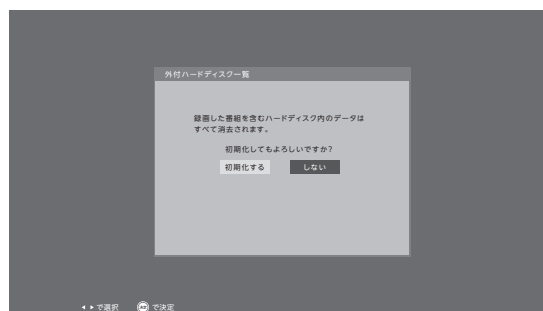 外付ハードディスク一覧
録画した番組を含むハードディスク内のデータは
すべて消去されます。
初期化してもよろしいですか?
初期化する しない
で選択 で決定